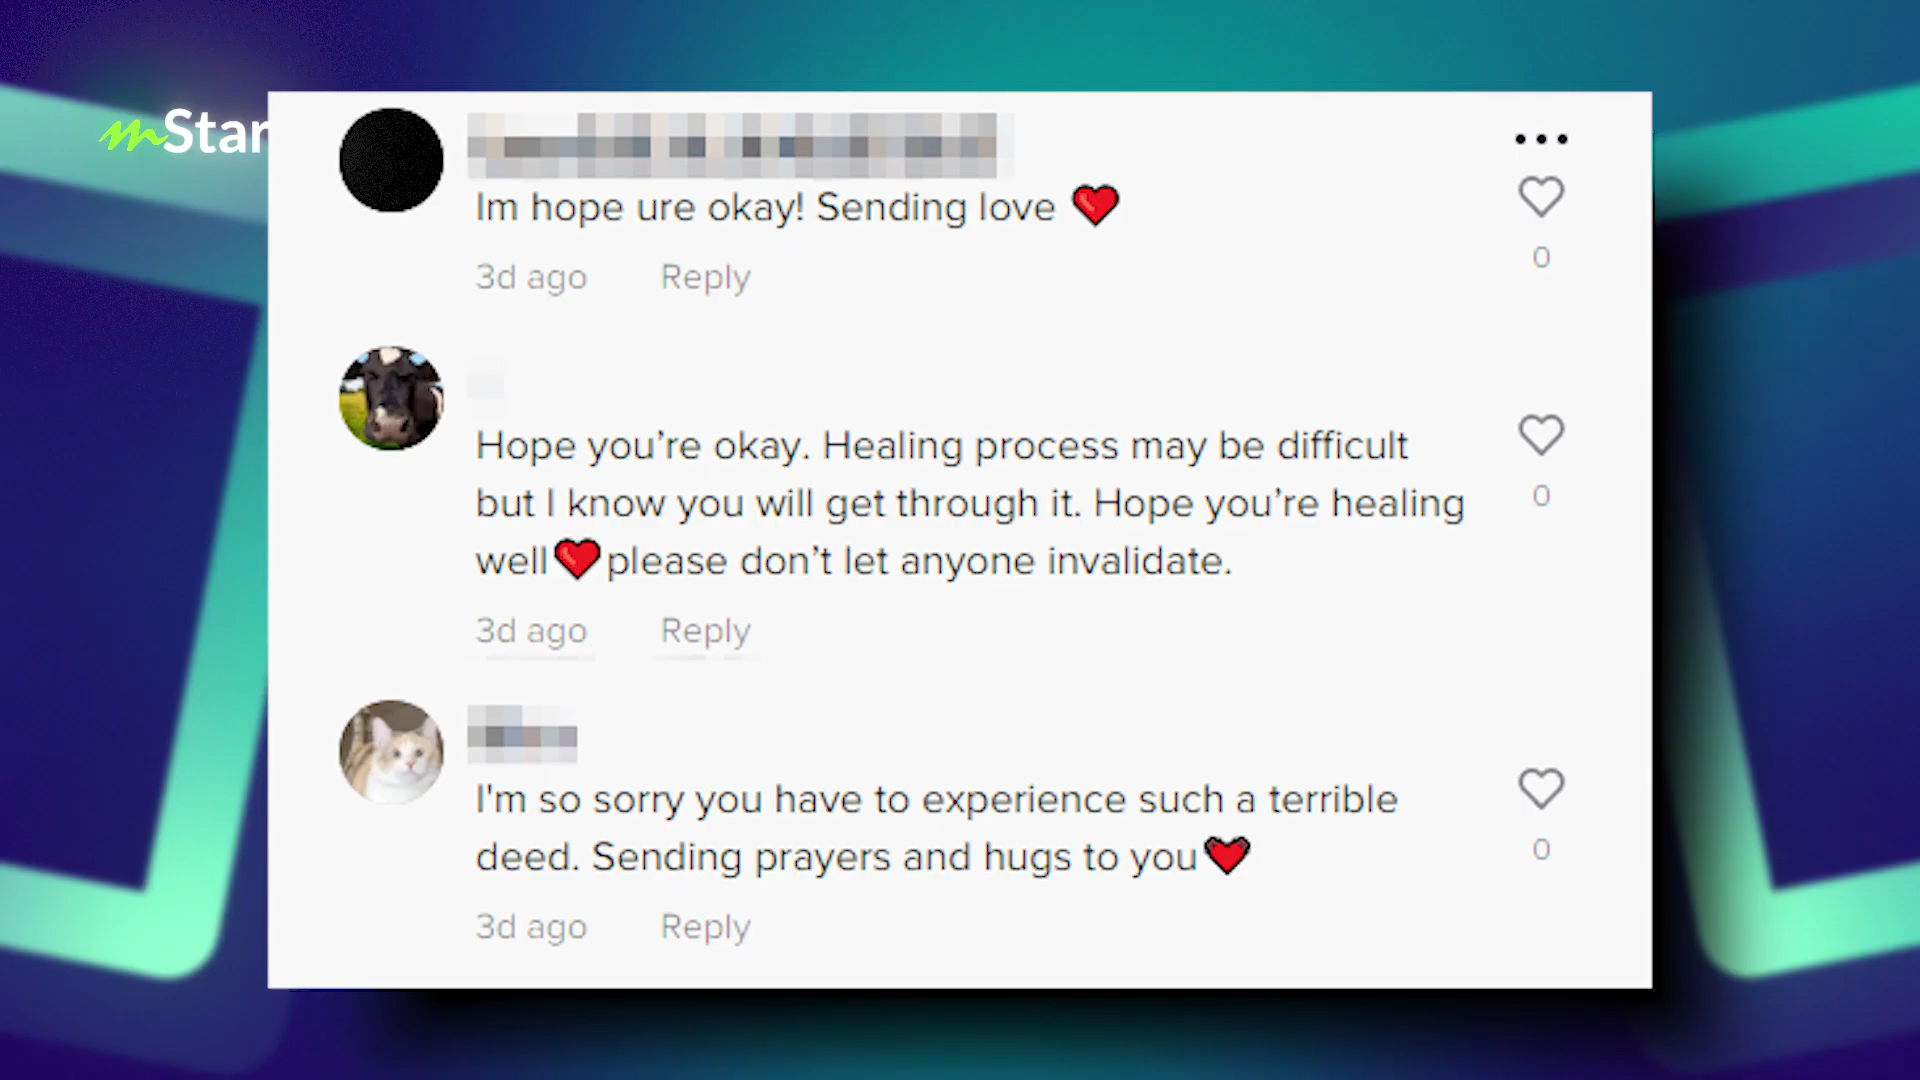 mStar
Im hope ure okay! Sending love ❤️
0
3d ago Reply
Hope you’re okay. Healing process may be difficult
but I know you will get through it. Hope you’re healing
well❤️please don’t let anyone invalidate.
0
3d ago Reply
I'm so sorry you have to experience such a terrible
deed. Sending prayers and hugs to you❤️
0
3d ago Reply